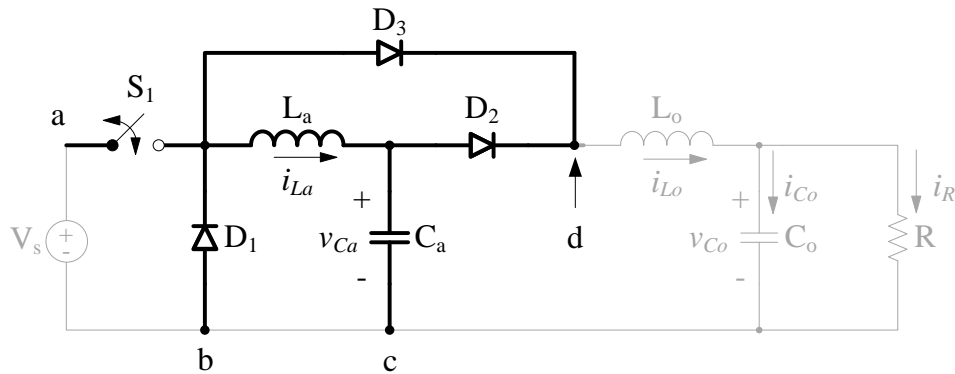 D3
S1
a
La
D2
Lo
iLa
iLo
iCo
iR
+
+
Vs
+
-
D1
vCa
Ca
d
vCo
Co
R
-
-
b
c